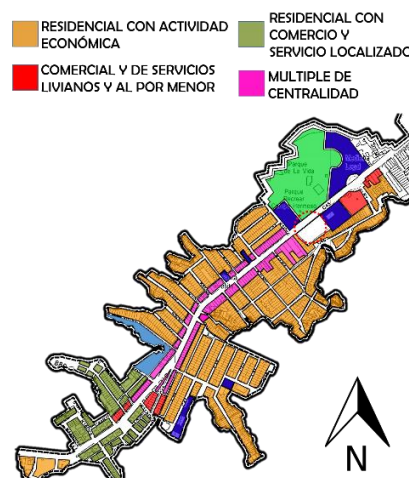 RESIDENCIAL CON ACTIVIDAD
ECONÓMICA
RESIDENCIAL CON
COMERCIO Y
SERVICIO LOCALIZADO
COMERCIAL Y DE SERVICIOS
LIVIANOS Y AL POR MENOR
MULTIPLE DE
CENTRALIDAD
Parque
de La Vida
Parque
N